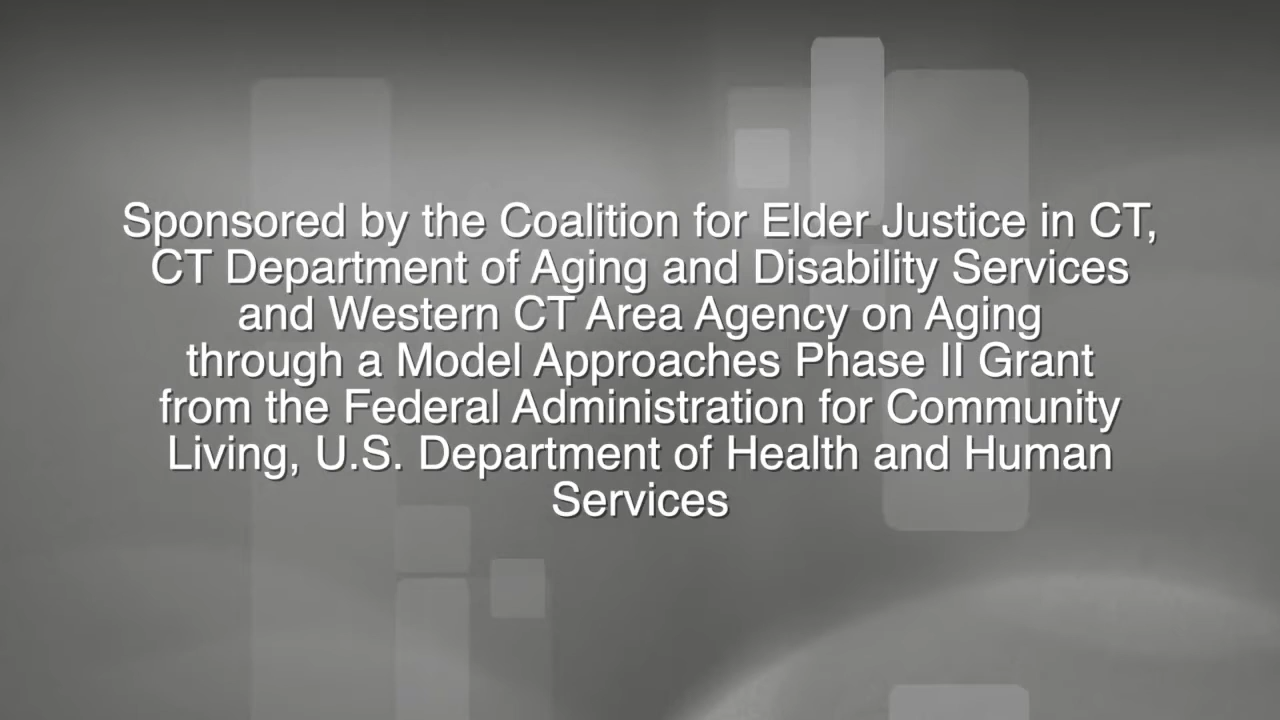 Sponsored by the Coalition for Elder Justice in CT,
CT Department of Aging and Disability Services
and Western CT Area Agency on Aging
through a Model Approaches Phase II Grant
from the Federal Administration for Community
Living, U.S. Department of Health and Human
Services